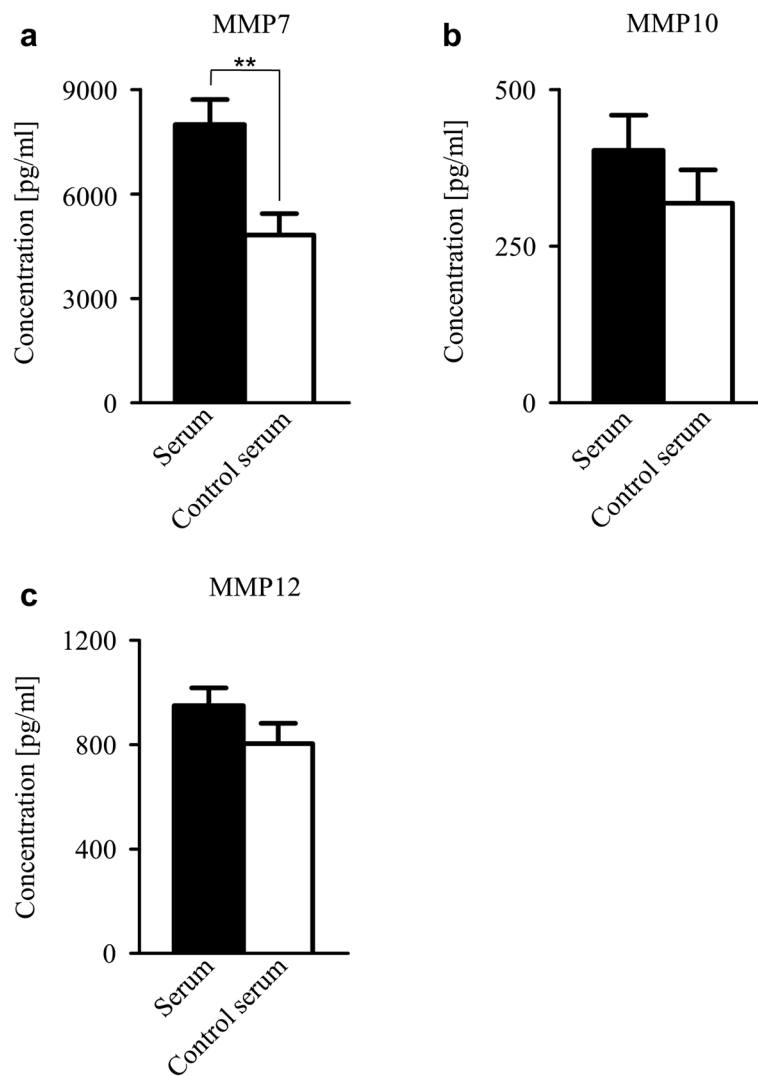 a
MMP7
**
9000
6000
3000
0
Concentration [pg/ml]
Serum
Control serum
b
MMP10
500
250
0
Concentration [pg/ml]
Serum
Control serum
c
MMP12
1200
800
400
0
Concentration [pg/ml]
Serum
Control serum